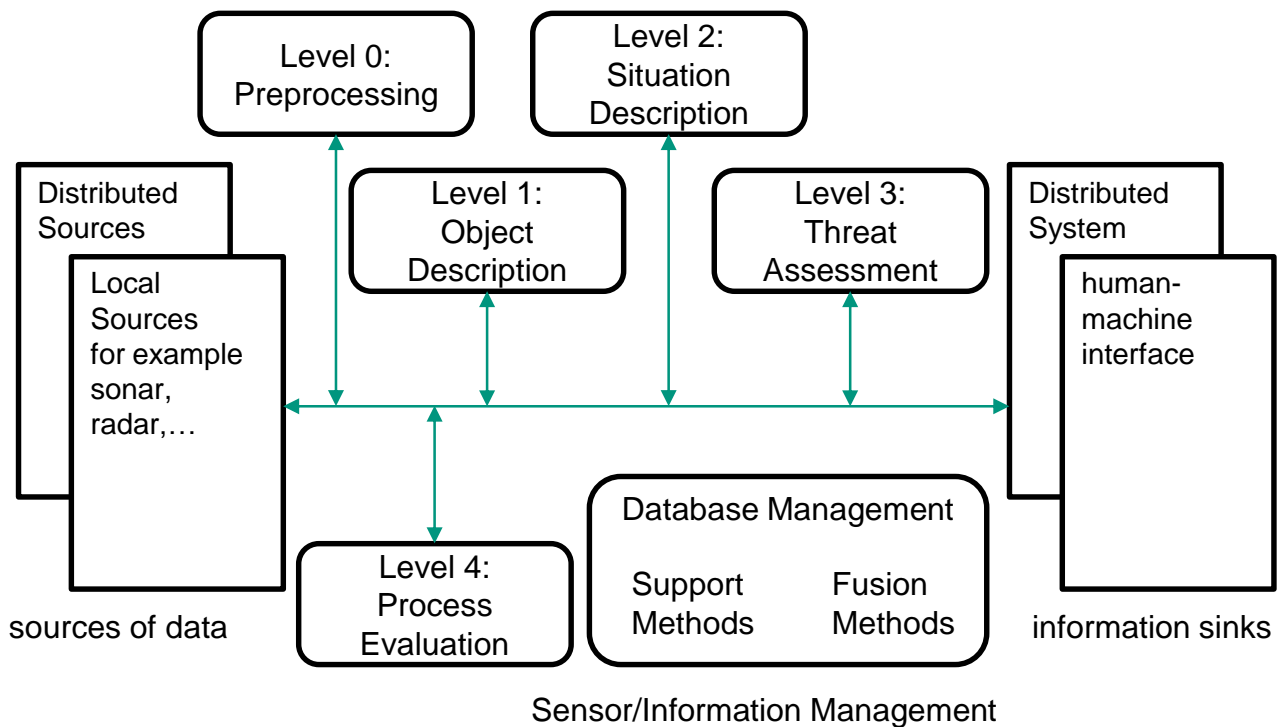 Level 0:
Preprocessing
Level 2:
Situation
Description
Distributed
Sources
Level 1:
Object
Description
Level 3:
Threat
Assessment
Distributed
System
Local
Sources
for example
sonar,
radar,…
human-
machine
interface
Database Management
Support
Methods
Fusion
Methods
Level 4:
Process
Evaluation
sources of data
information sinks
Sensor/Information Management